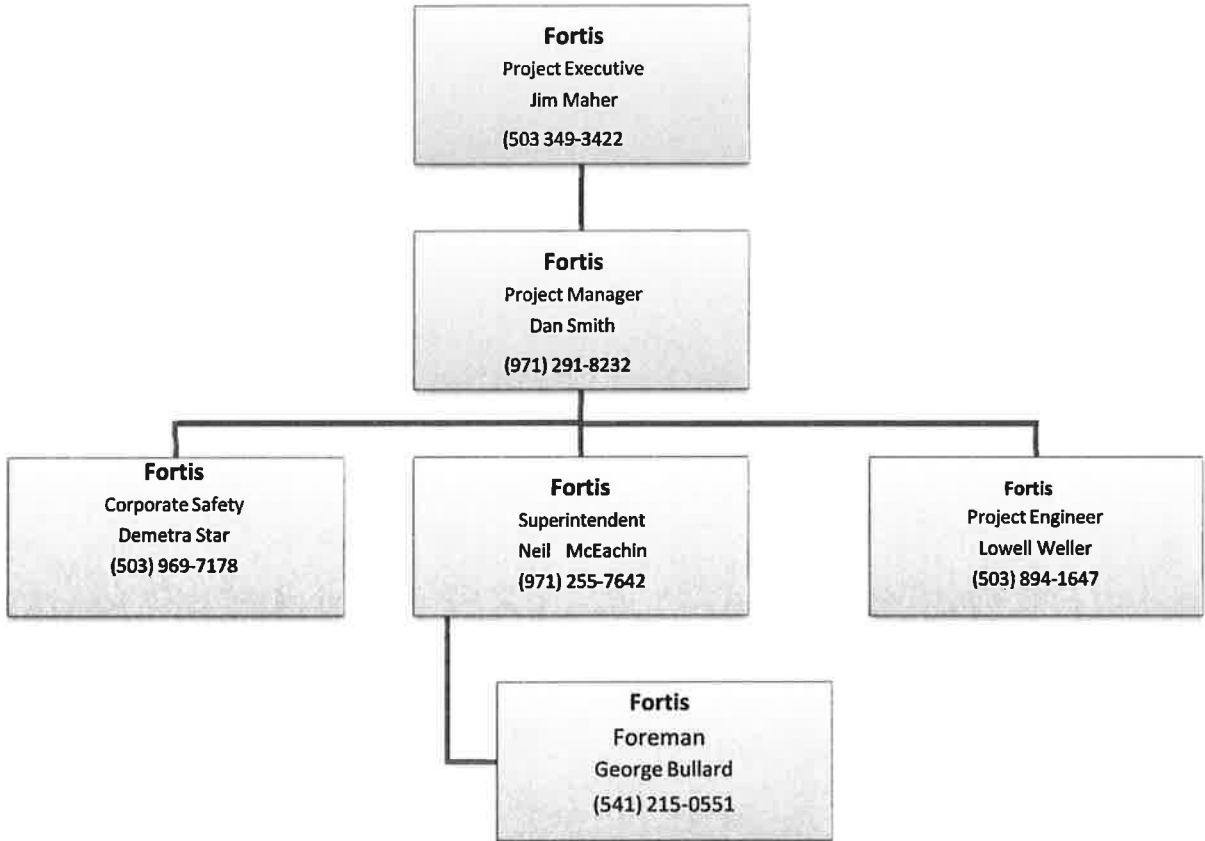 Fortis
Project Executive
Jim Maher
(503 349-3422
Fortis
Project Manager
Dan Smith
(971) 291-8232
Fortis
Corporate Safety
Demetra Star
(503) 969-7178
Fortis
Superintendent
Neil McEachin
(971) 255-7642
Fortis
Project Engineer
Lowell Weller
(503) 894-1647
Fortis
Foreman
George Bullard
(541) 215-0551